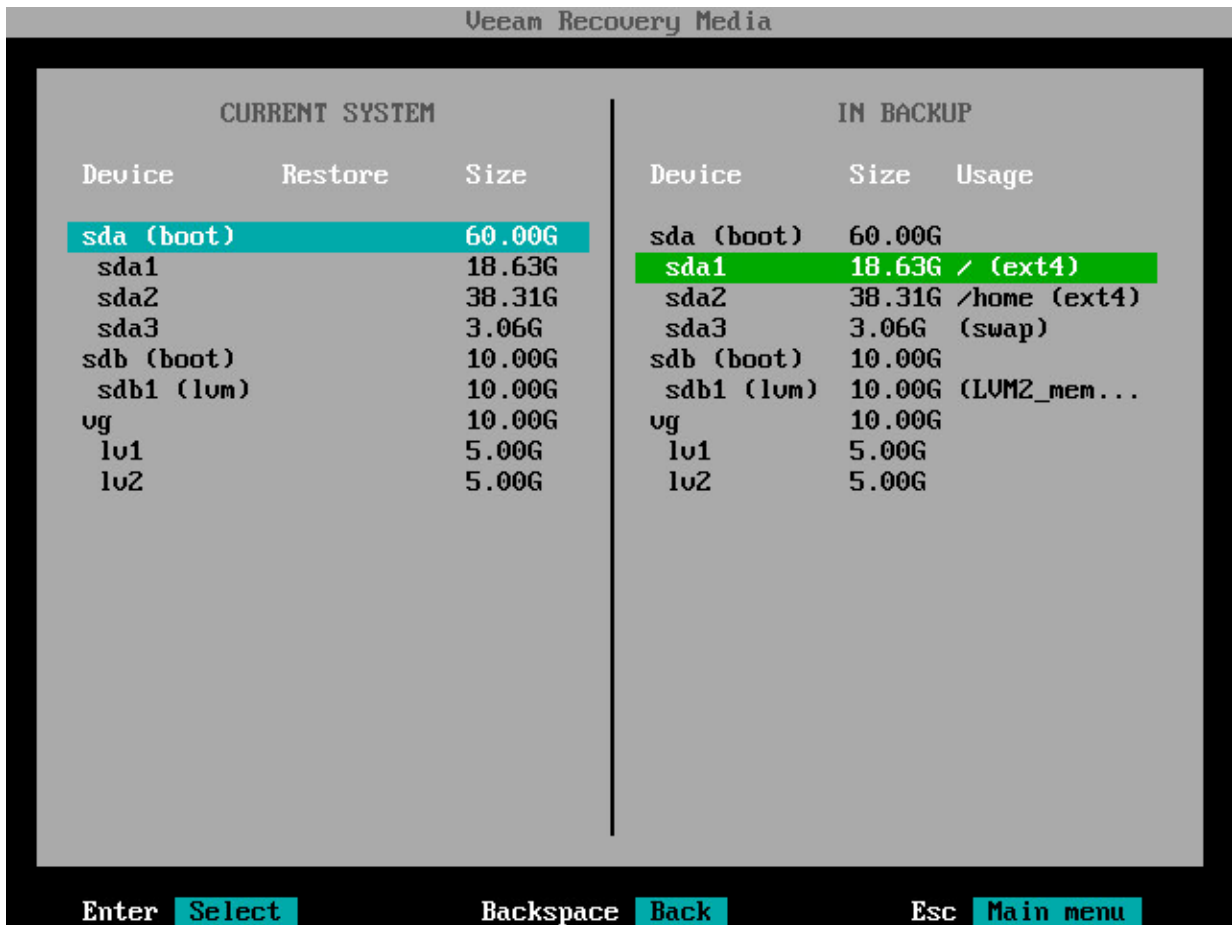 Veeam Recovery Media
CURRENT SYSTEM
Device Restore Size
sda (boot) 60.00G
sda1 18.63G
sda2 38.31G
sda3 3.06G
sdb (boot) 10.00G
sdb1 (lvm) 10.00G
vg 10.00G
lv1 5.00G
lv2 5.00G
IN BACKUP
Device Size Usage
sda (boot) 60.00G
sda1 18.63G / (ext4)
sda2 38.31G /home (ext4)
sda3 3.06G (swap)
sdb (boot) 10.00G
sdb1 (lvm) 10.00G (LVM2_mem...
vg 10.00G
lv1 5.00G
lv2 5.00G
Enter Select Backspace Back Esc Main menu